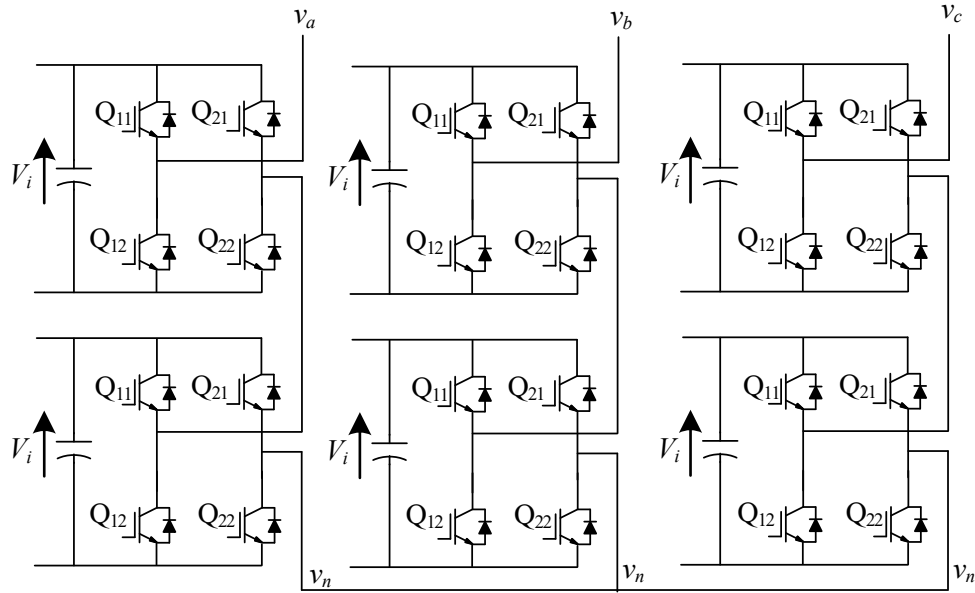 v_a v_b v_c
Q₁₁ Q₂₁ Q₁₁ Q₂₁ Q₁₁ Q₂₁
V_i V_i V_i
Q₁₂ Q₂₂ Q₁₂ Q₂₂ Q₁₂ Q₂₂
Q₁₁ Q₂₁ Q₁₁ Q₂₁ Q₁₁ Q₂₁
V_i V_i V_i
Q₁₂ Q₂₂ Q₁₂ Q₂₂ Q₁₂ Q₂₂
v_n v_n v_n